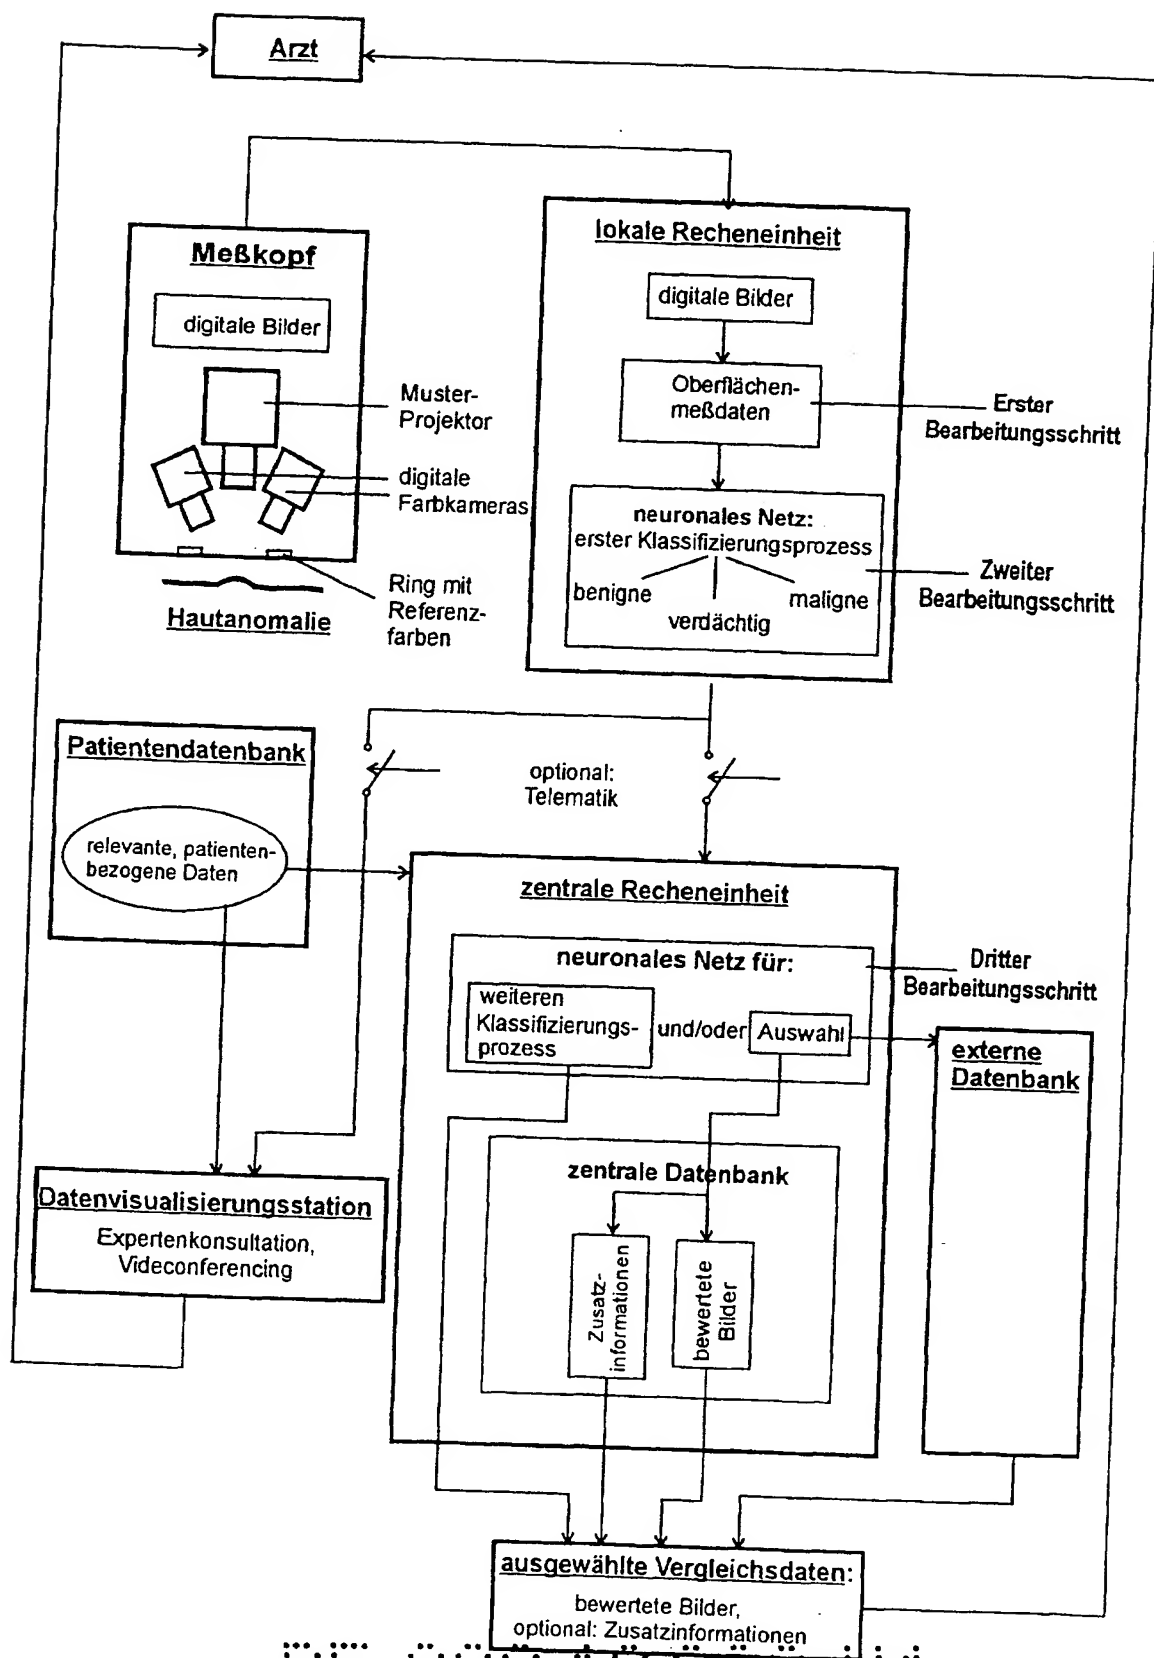 Arzt
Meßkopf
digitale Bilder
Muster-
Projektor
digitale
Farbkameras
Ring mit
Referenz-
farben
Hautanomalie
lokale Recheneinheit
digitale Bilder
Oberflächen-
meßdaten
Erster
Bearbeitungsschritt
neuronales Netz:
erster Klassifizierungsprozess
benigne
verdächtig
maligne
Zweiter
Bearbeitungsschritt
Patientendatenbank
relevante, patienten-
bezogene Daten
optional:
Telematik
zentrale Recheneinheit
neuronales Netz für:
weiteren
Klassifizierungs-
prozess
und/oder
Auswahl
Dritter
Bearbeitungsschritt
externe
Datenbank
zentrale Datenbank
Zusatz-
informationen
bewertete
Bilder
Datenvisualisierungsstation
Expertenkonsultation,
Videconferencing
ausgewählte Vergleichsdaten:
bewertete Bilder,
optional: Zusatzinformationen